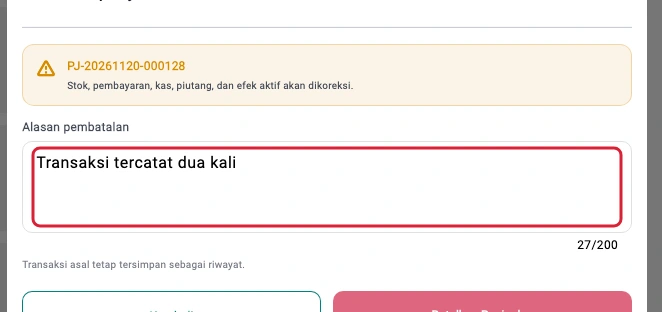 PJ-20261120-000128
Stok, pembayaran, kas, piutang, dan efek aktif akan dikoreksi.
Alasan pembatalan
Transaksi tercatat dua kali
27/200
Transaksi asal tetap tersimpan sebagai riwayat.